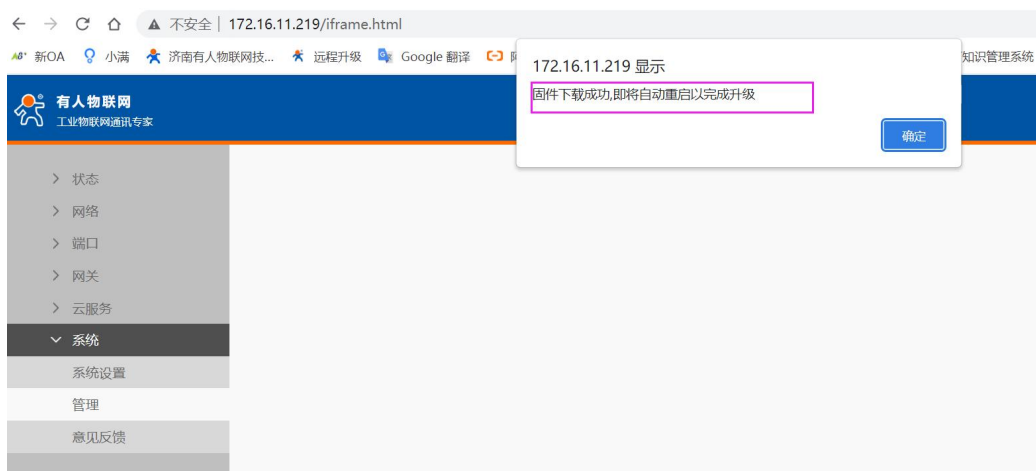 不安全 | 172.16.11.219/iframe.html
新OA 小满 济南有人物联网技... 远程升级 Google 翻译 知识管理系统
172.16.11.219 显示
固件下载成功,即将自动重启以完成升级
确定
有人物联网
工业物联网通讯专家
状态
网络
端口
网关
云服务
系统
系统设置
管理
意见反馈